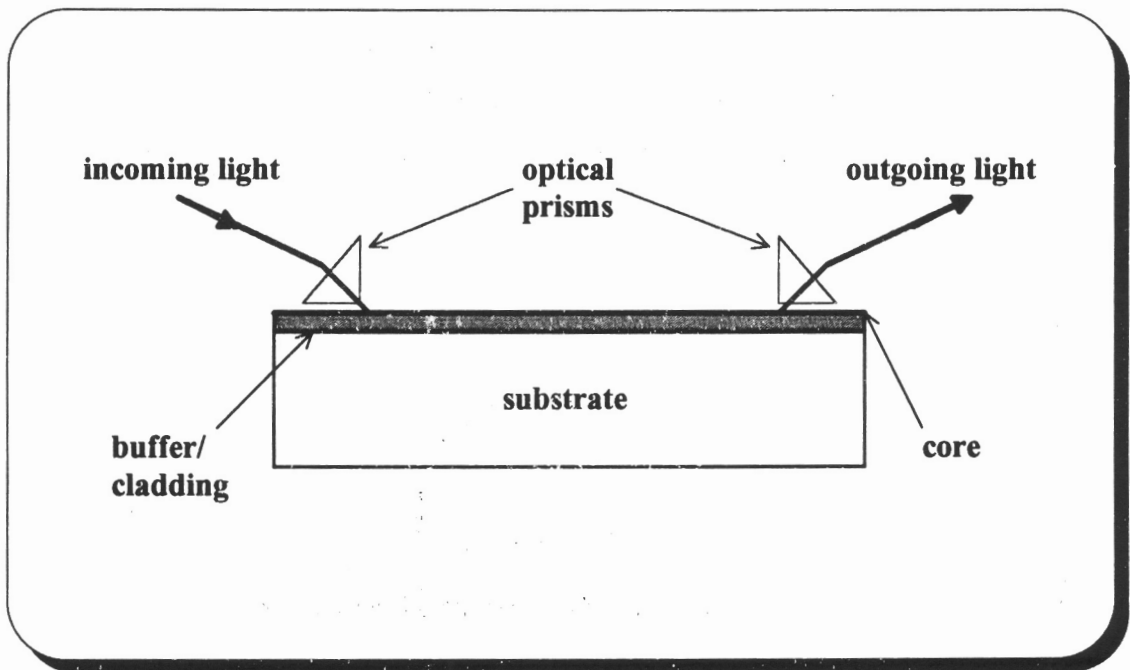 incoming light
optical
prisms
outgoing light
substrate
buffer/
cladding
core